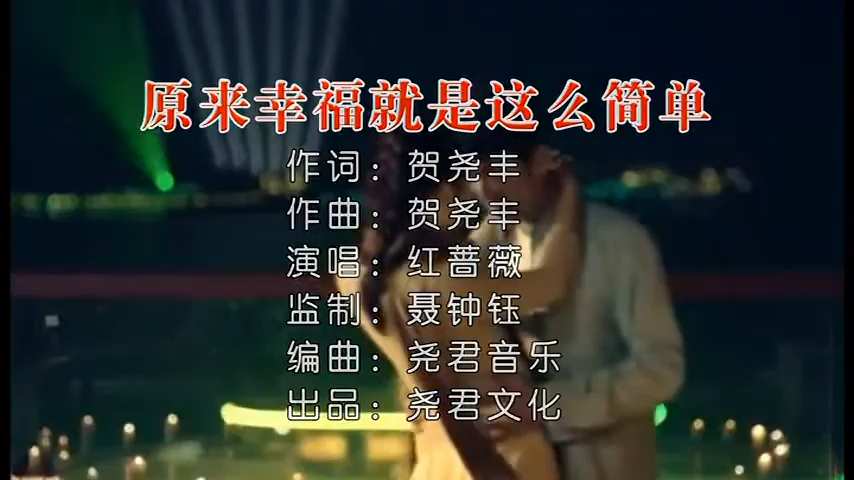 原来幸福就是这么简单
作词：贺尧丰
作曲：贺尧丰
演唱：红蔷薇
监制：聂钟钰
编曲：尧君音乐
出品：尧君文化